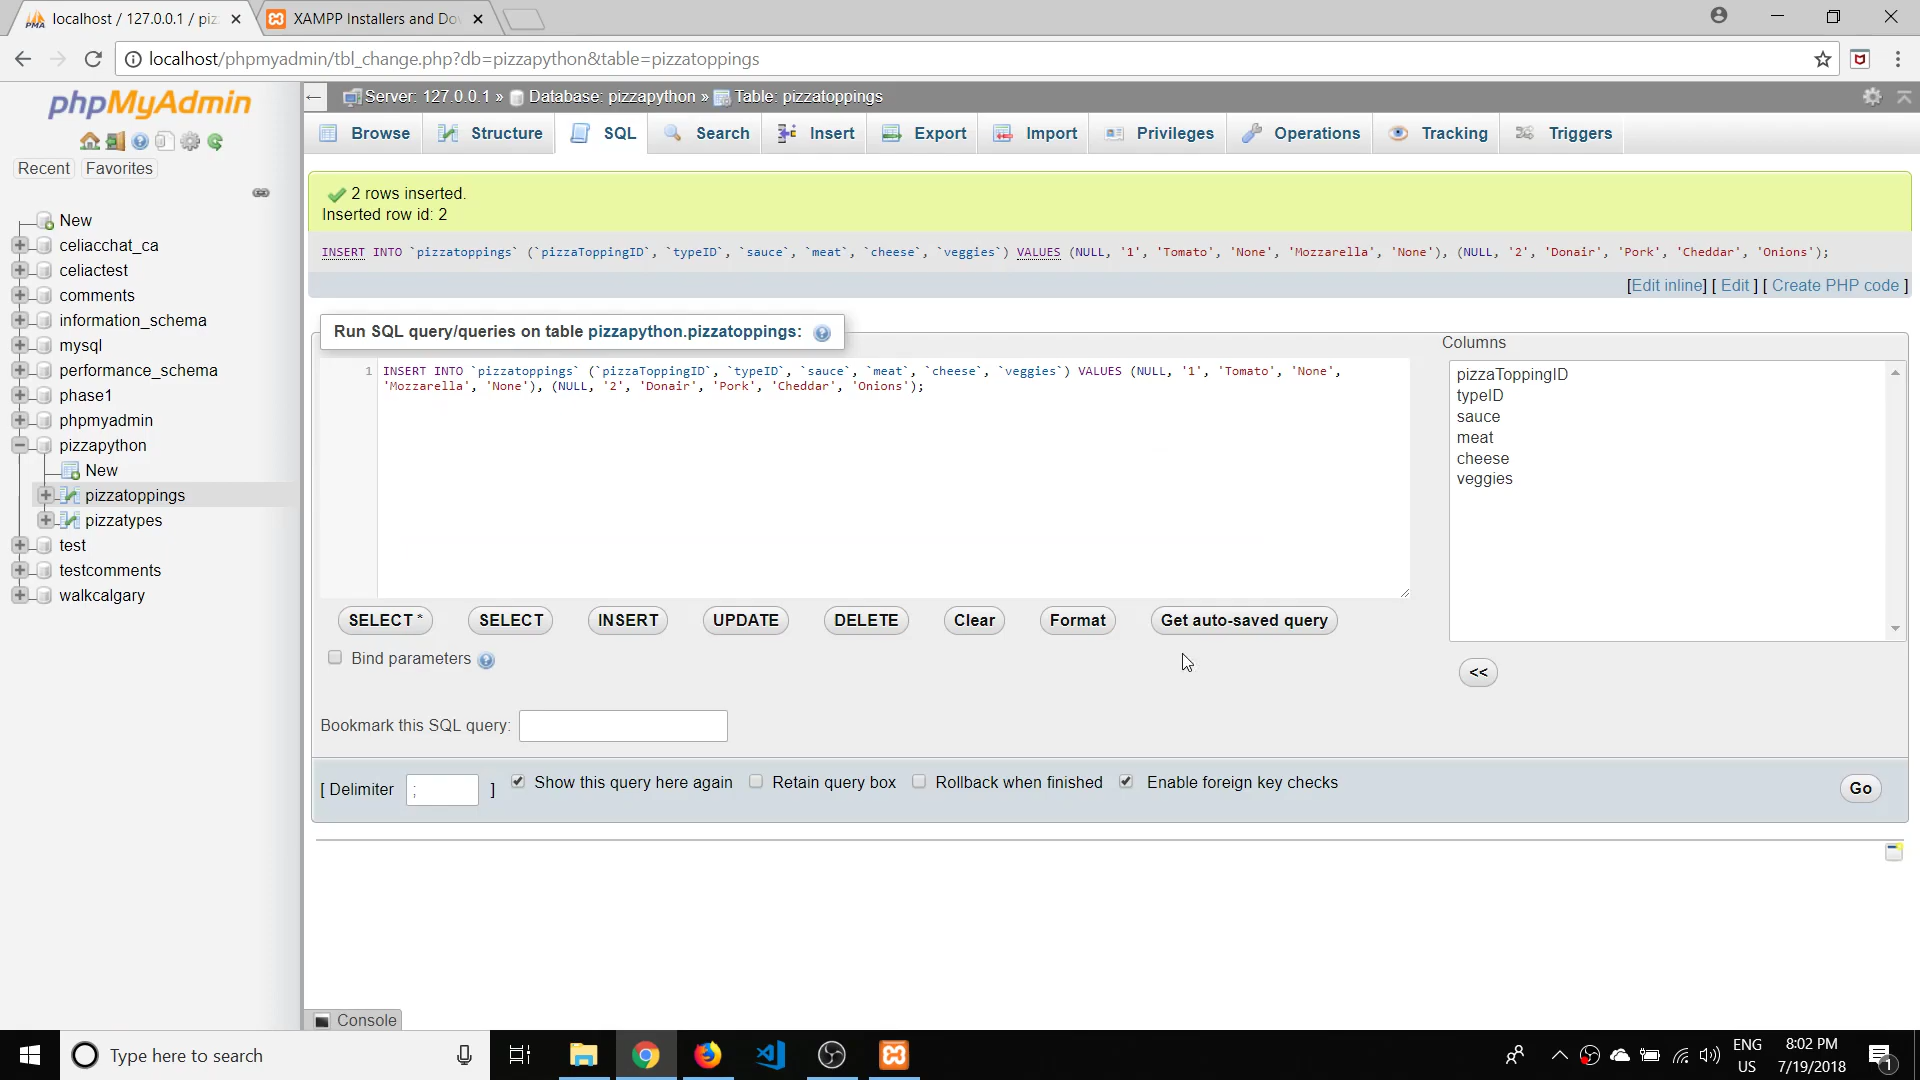 localhost / 127.0.0.1 / piz
XAMPP Installers and Do
localhost/phpmyadmin/tbl_change.php?db=pizzapython&table=pizzatoppings
phpMyAdmin
Recent
Favorites
New
celiacchat_ca
celiactest
comments
information_schema
mysql
performance_schema
phase1
phpmyadmin
pizzapython
New
pizzatoppings
pizzatypes
test
testcomments
walkcalgary
Server: 127.0.0.1 » Database: pizzapython » Table: pizzatoppings
Browse Structure SQL Search Insert Export Import Privileges Operations Tracking Triggers
2 rows inserted.
Inserted row id: 2
INSERT INTO `pizzatoppings` (`pizzaToppingID`, `typeID`, `sauce`, `meat`, `cheese`, `veggies`) VALUES (NULL, '1', 'Tomato', 'None', 'Mozzarella', 'None'), (NULL, '2', 'Donair', 'Pork', 'Cheddar', 'Onions');
[Edit inline] [ Edit ] [ Create PHP code ]
Run SQL query/queries on table pizzapython.pizzatoppings:
1 INSERT INTO `pizzatoppings` (`pizzaToppingID`, `typeID`, `sauce`, `meat`, `cheese`, `veggies`) VALUES (NULL, '1', 'Tomato', 'None',
'Mozzarella', 'None'), (NULL, '2', 'Donair', 'Pork', 'Cheddar', 'Onions');
Columns
pizzaToppingID
typeID
sauce
meat
cheese
veggies
<<
SELECT * SELECT INSERT UPDATE DELETE Clear Format Get auto-saved query
Bind parameters
Bookmark this SQL query:
[ Delimiter ; ] Show this query here again Retain query box Rollback when finished Enable foreign key checks
Go
Console
Type here to search
ENG
US
8:02 PM
7/19/2018
1